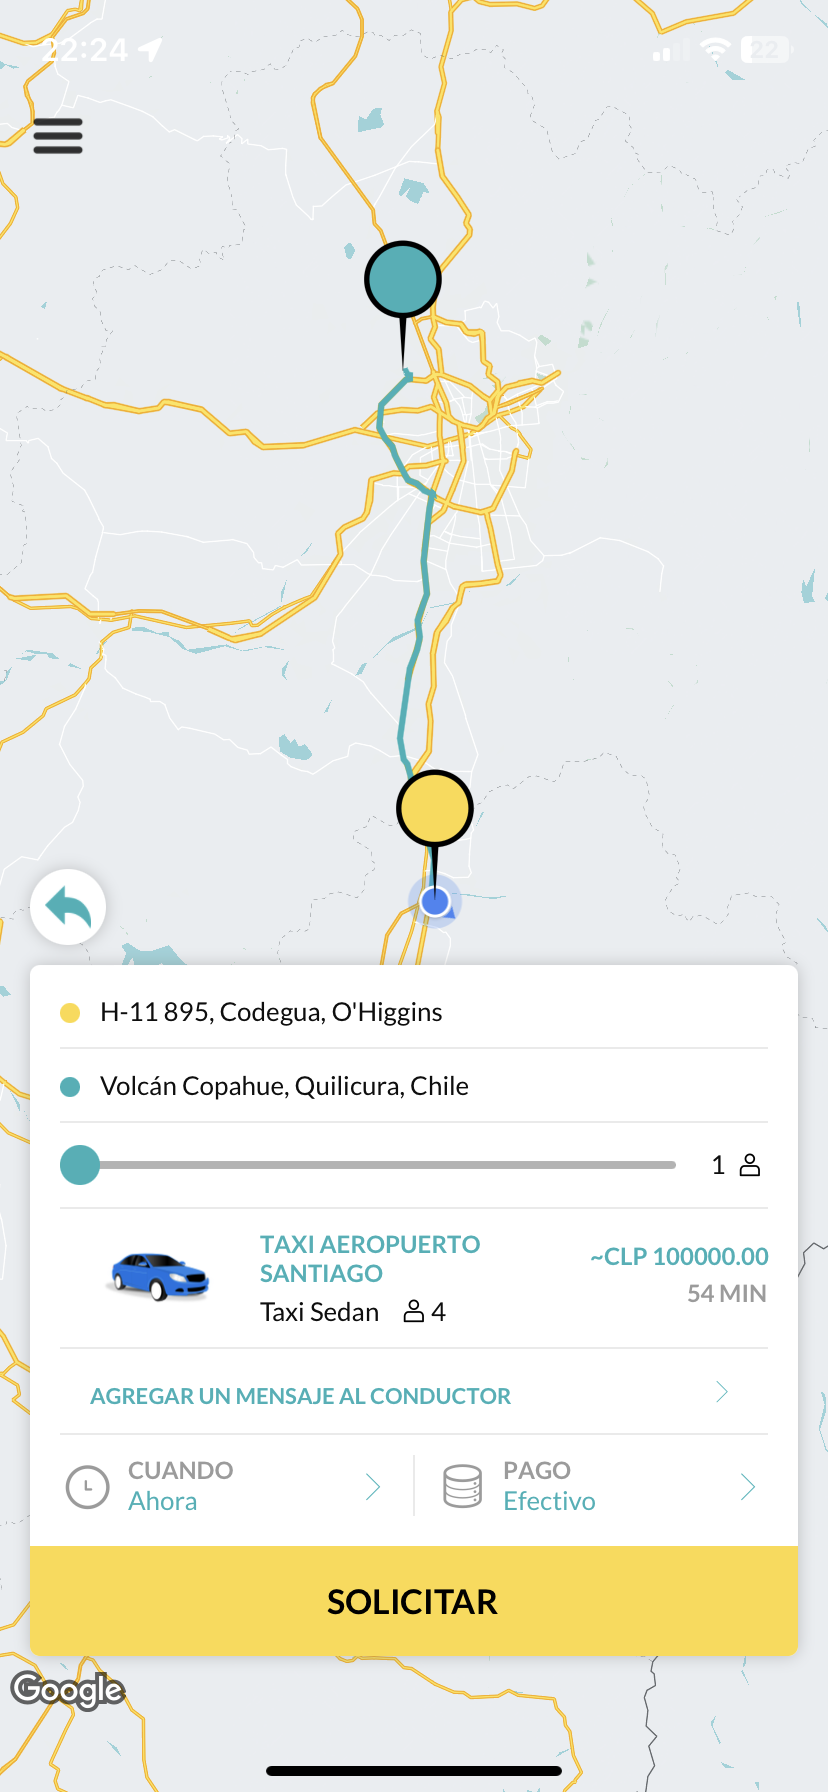 22:24
22
H-11 895, Codegua, O'Higgins
Volcán Copahue, Quilicura, Chile
1
TAXI AEROPUERTO
SANTIAGO
~CLP 100000.00
54 MIN
Taxi Sedan 4
AGREGAR UN MENSAJE AL CONDUCTOR
CUANDO
Ahora
PAGO
Efectivo
SOLICITAR
Google